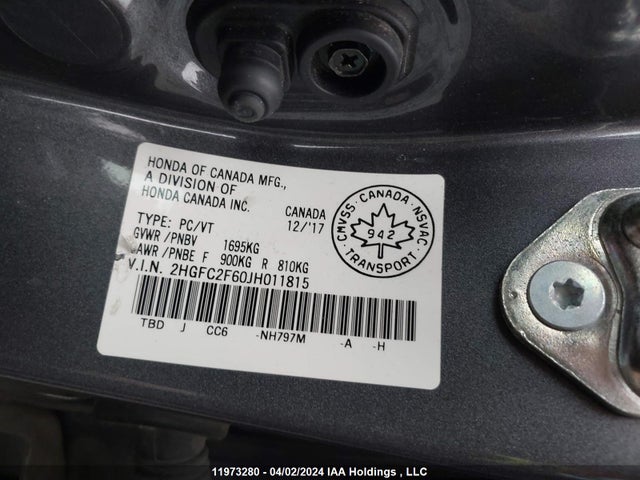 HONDA OF CANADA MFG.,
A DIVISION OF
HONDA CANADA INC.
CANADA
12/'17
TYPE: PC/VT
GVWR/PNBV 1695KG
GAWR/PNBE F 900KG R 810KG
V.I.N. 2HGFC2F60JH011815
TBD J CC6 -NH797M -A -H
CMVSS · CANADA · NSVAC
942
TRANSPORT
11973280 - 04/02/2024 IAA Holdings , LLC